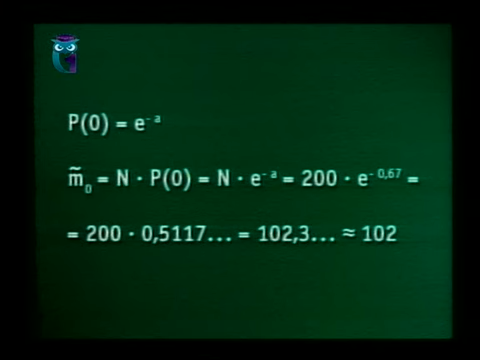 P(0) = e⁻ᵃ
m̃₀ = N · P(0) = N · e⁻ᵃ = 200 · e⁻⁰,⁶⁷ =
= 200 · 0,5117... = 102,3... ≈ 102